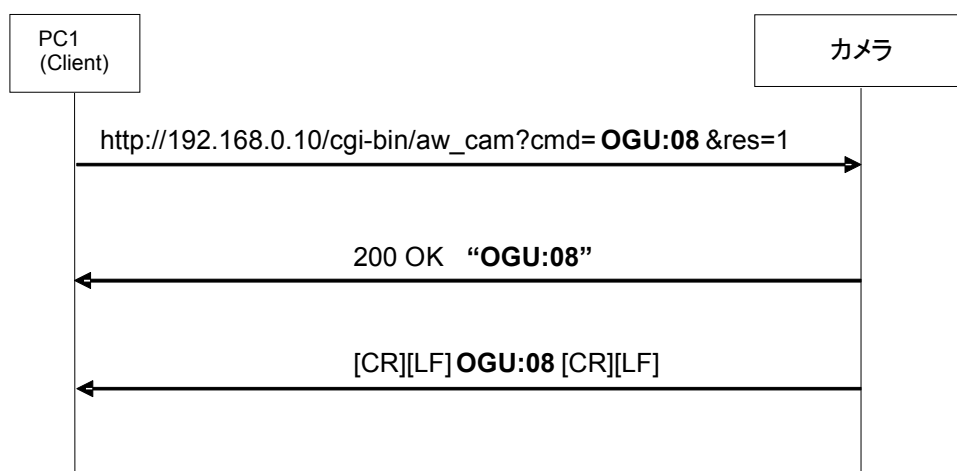 PC1
(Client)
カメラ
http://192.168.0.10/cgi-bin/aw_cam?cmd= OGU:08 &res=1
200 OK “OGU:08”
[CR][LF] OGU:08 [CR][LF]